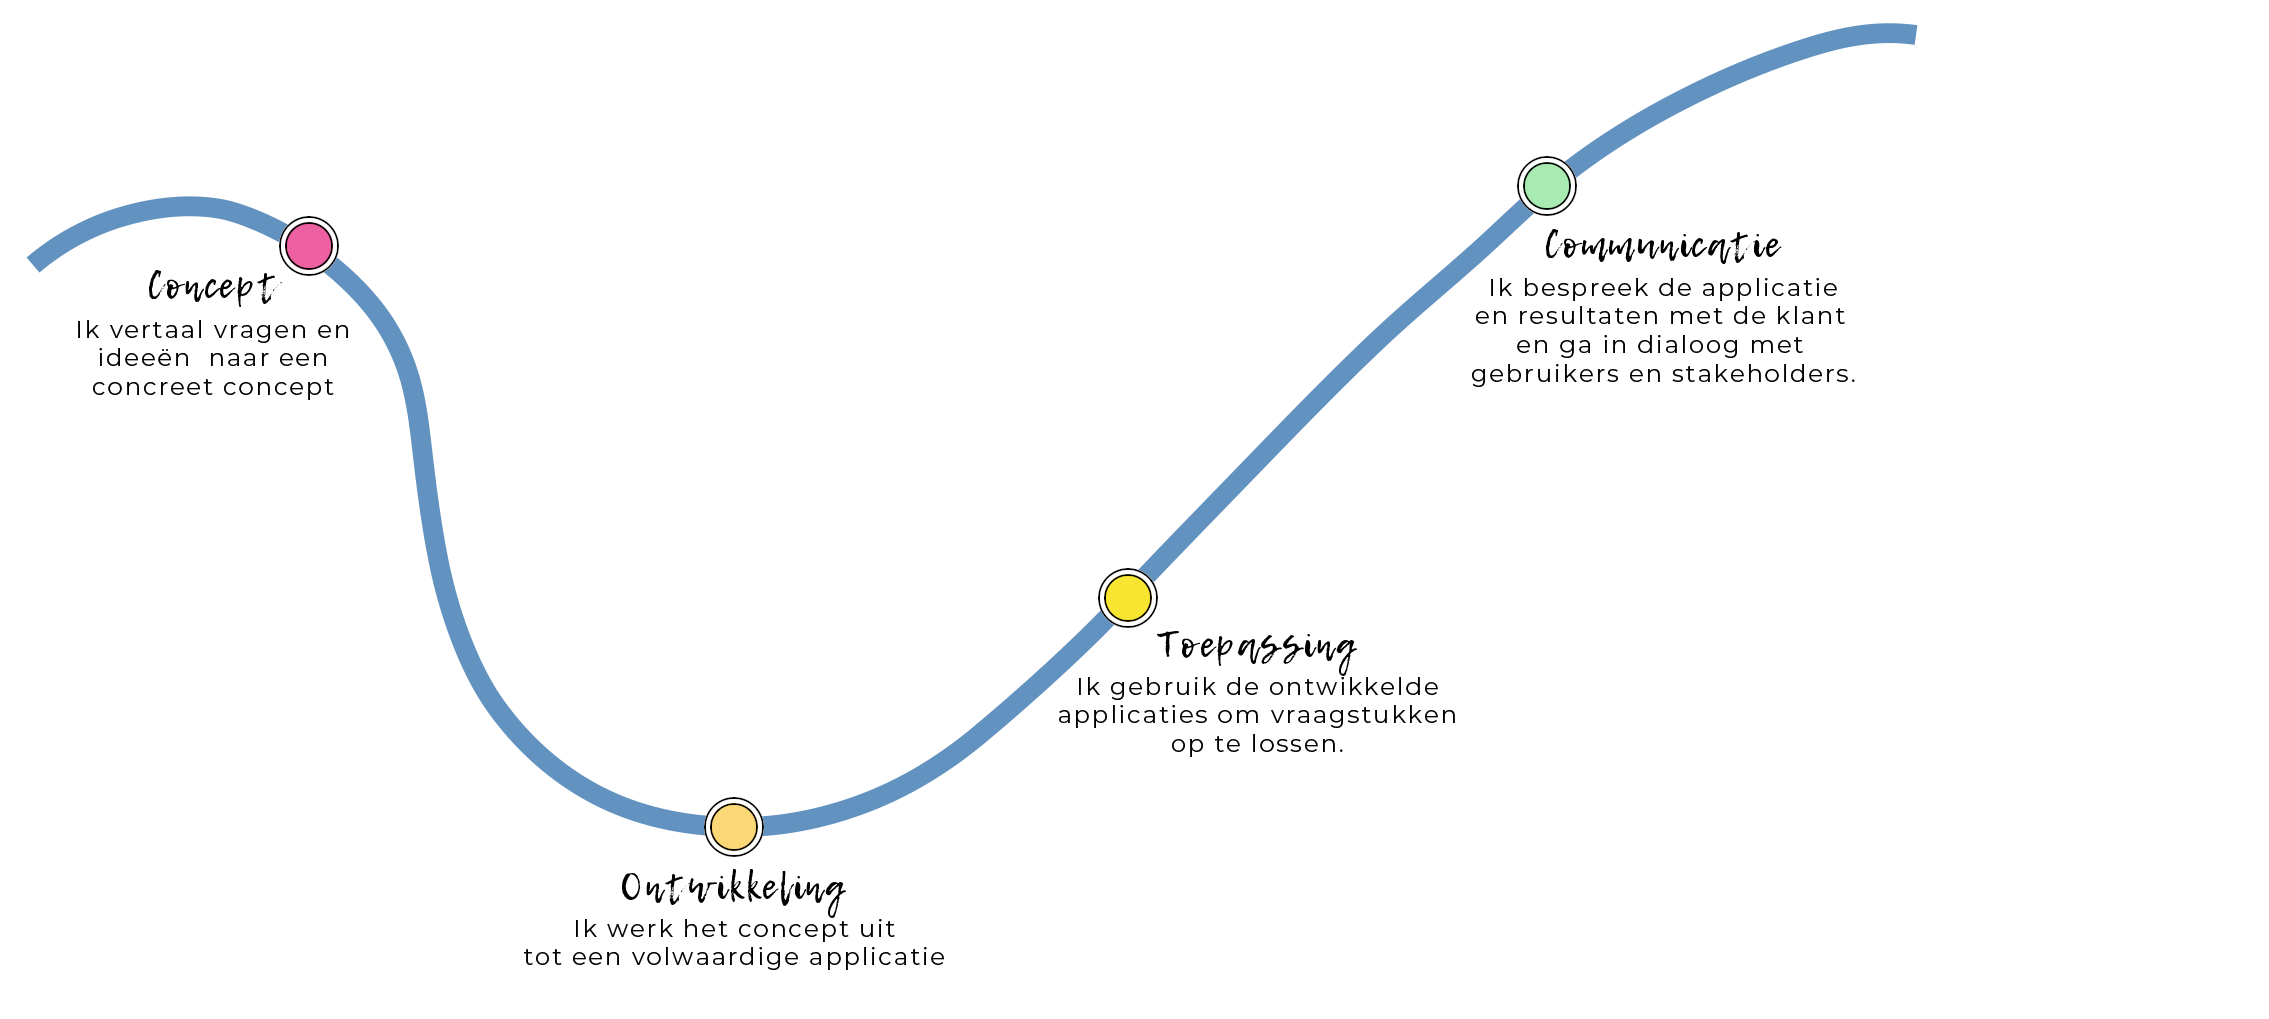 Concept
Ik vertaal vragen en
ideeën  naar een
concreet concept
Ontwikkeling
Ik werk het concept uit
tot een volwaardige applicatie
Toepassing
Ik gebruik de ontwikkelde
applicaties om vraagstukken
op te lossen.
Communicatie
Ik bespreek de applicatie
en resultaten met de klant
en ga in dialoog met
gebruikers en stakeholders.